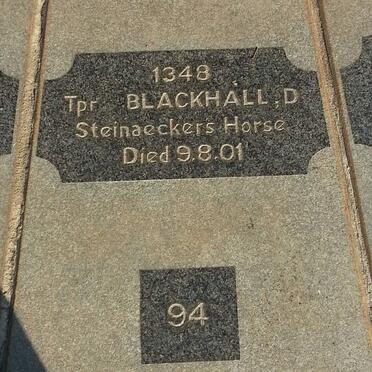 1348
Tpr BLACKHALL, D
Steinaeckers Horse
Died 9.8.01
94